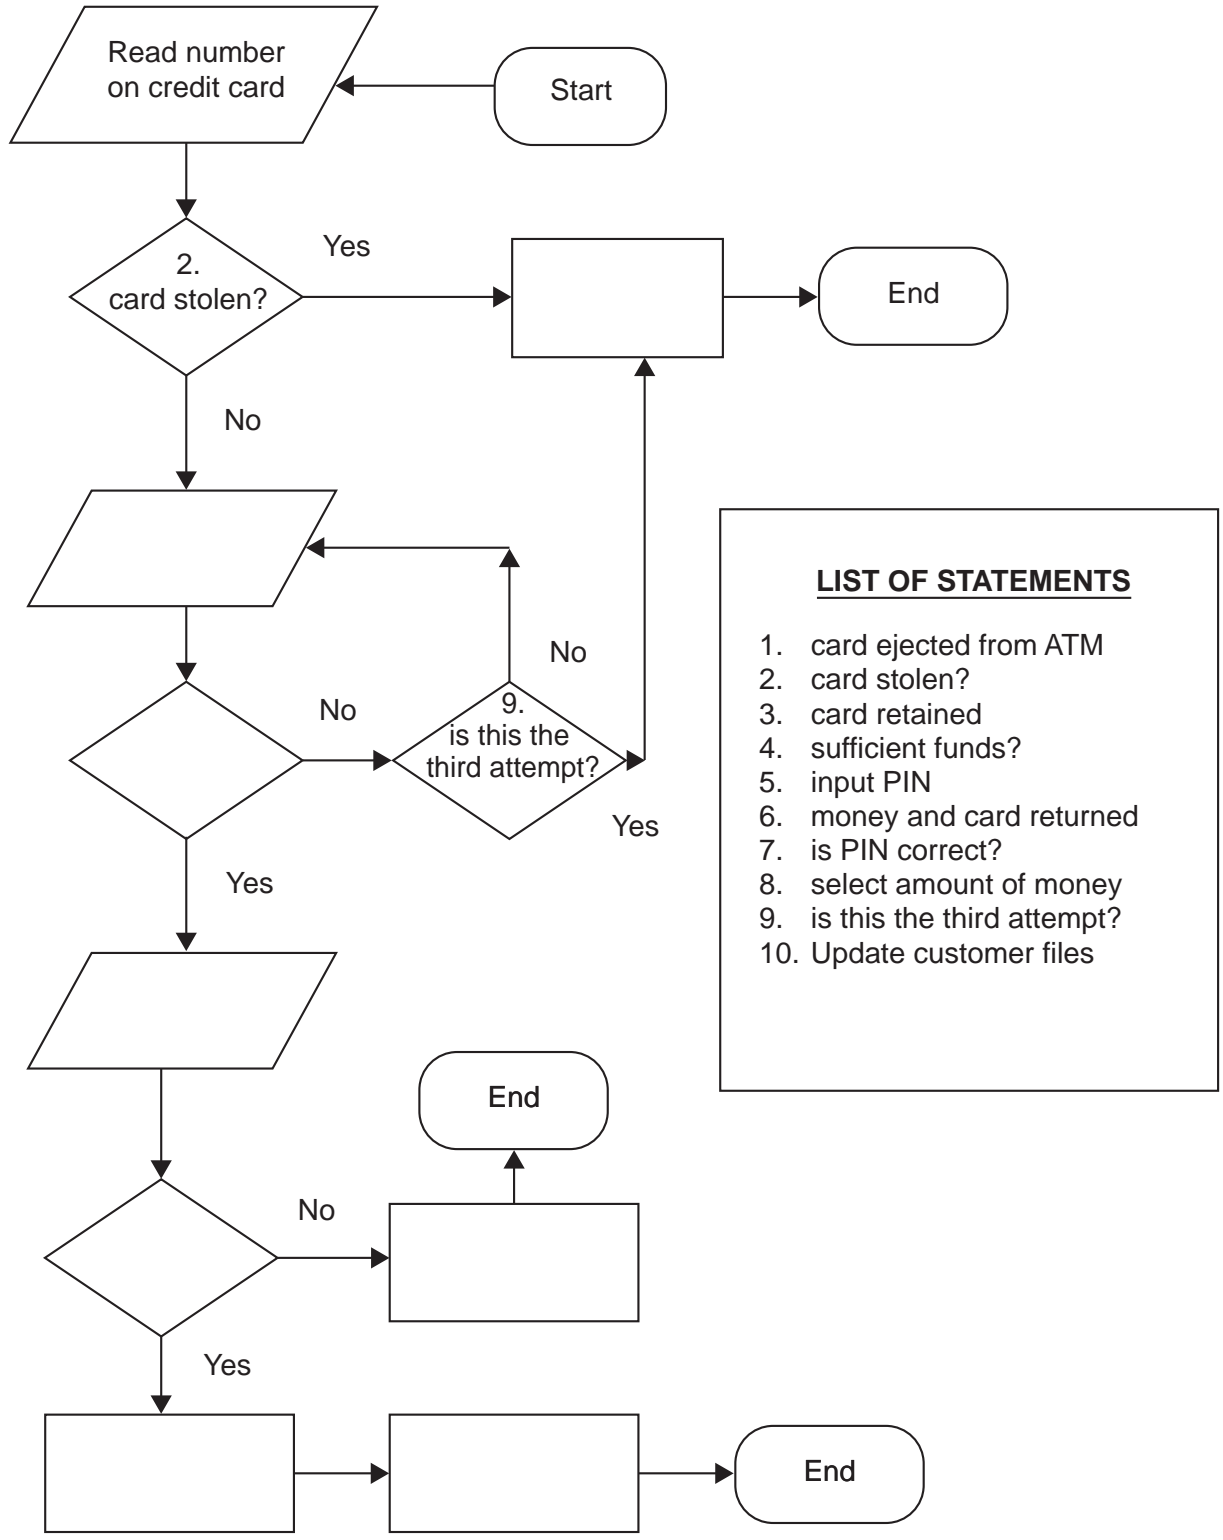 Read number
on credit card
Start
2.
card stolen?
Yes
End
No
LIST OF STATEMENTS
1. card ejected from ATM
2. card stolen?
3. card retained
4. sufficient funds?
5. input PIN
6. money and card returned
7. is PIN correct?
8. select amount of money
9. is this the third attempt?
10. Update customer files
No
No
9.
is this the
third attempt?
Yes
Yes
End
No
Yes
End